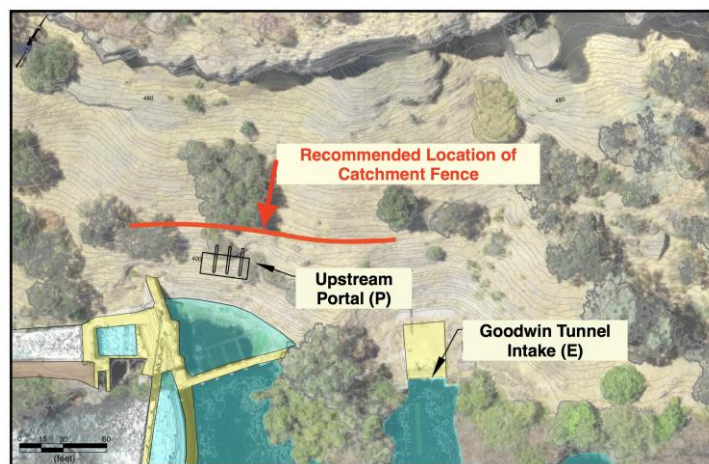 480
480
Recommended Location of
Catchment Fence
Upstream
Portal (P)
Goodwin Tunnel
Intake (E)
0 15 30 60
(feet)